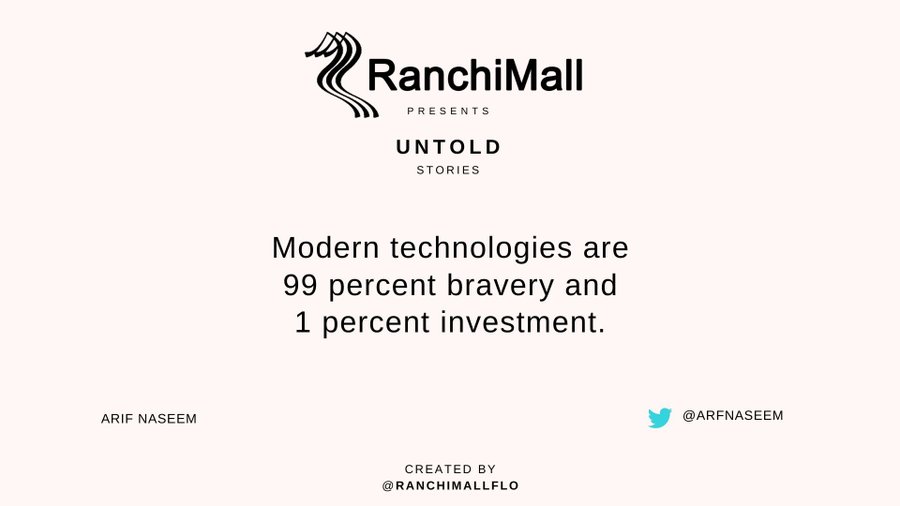 RanchiMall
PRESENTS
UNTOLD
STORIES
Modern technologies are
99 percent bravery and
1 percent investment.
ARIF NASEEM
@ARFNASEEM
CREATED BY
@RANCHIMALLFLO